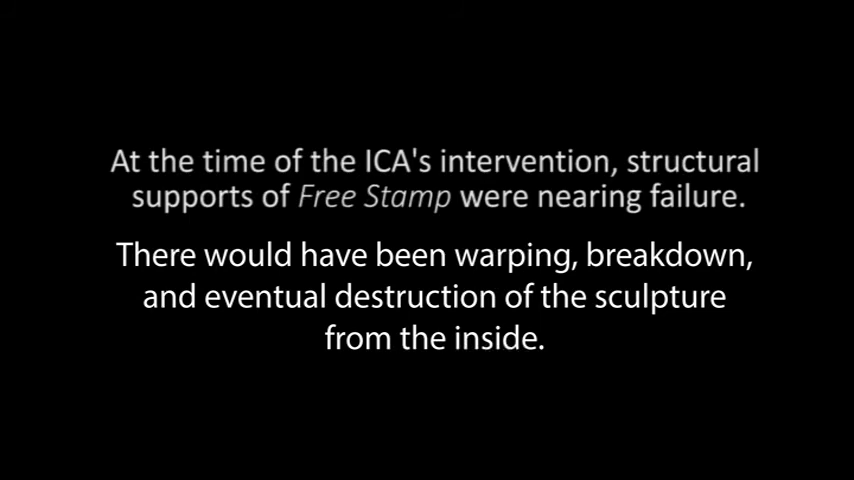 At the time of the ICA's intervention, structural
supports of Free Stamp were nearing failure.
There would have been warping, breakdown,
and eventual destruction of the sculpture
from the inside.